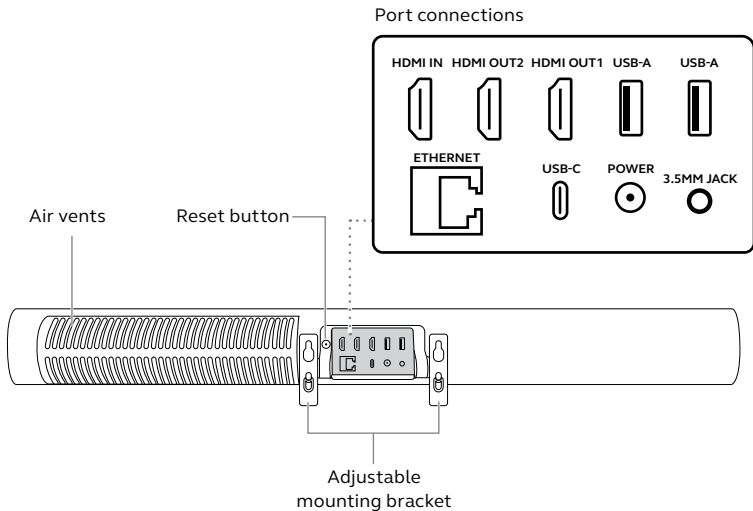 Port connections
HDMI IN HDMI OUT2 HDMI OUT1 USB-A USB-A
ETHERNET USB-C POWER 3.5MM JACK
Air vents Reset button
Adjustable
mounting bracket